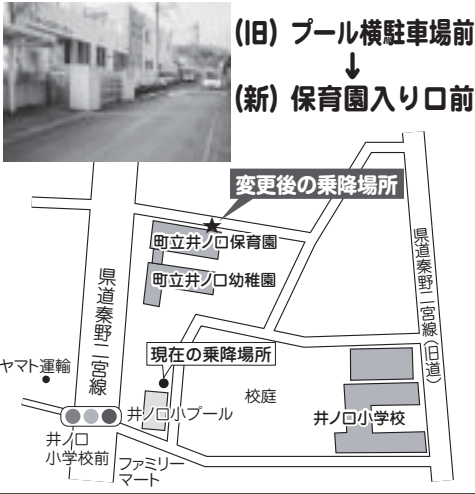 (旧) プール横駐車場前
↓
(新) 保育園入り口前
変更後の乗降場所
町立井ノ口保育園
町立井ノ口幼稚園
県道秦野二宮線
県道秦野二宮線(旧道)
現在の乗降場所
ヤマト運輸
井ノ口小プール
校庭
井ノ口小学校
井ノ口
小学校前
ファミリー
マート